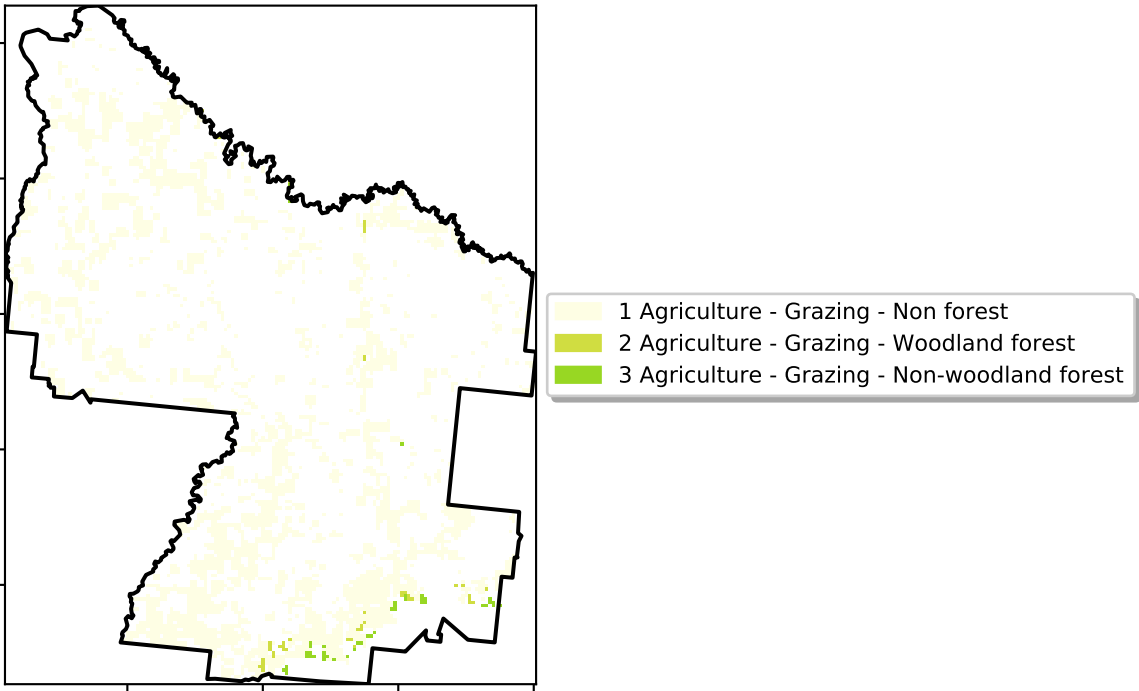 1 Agriculture - Grazing - Non forest
2 Agriculture - Grazing - Woodland forest
3 Agriculture - Grazing - Non-woodland forest